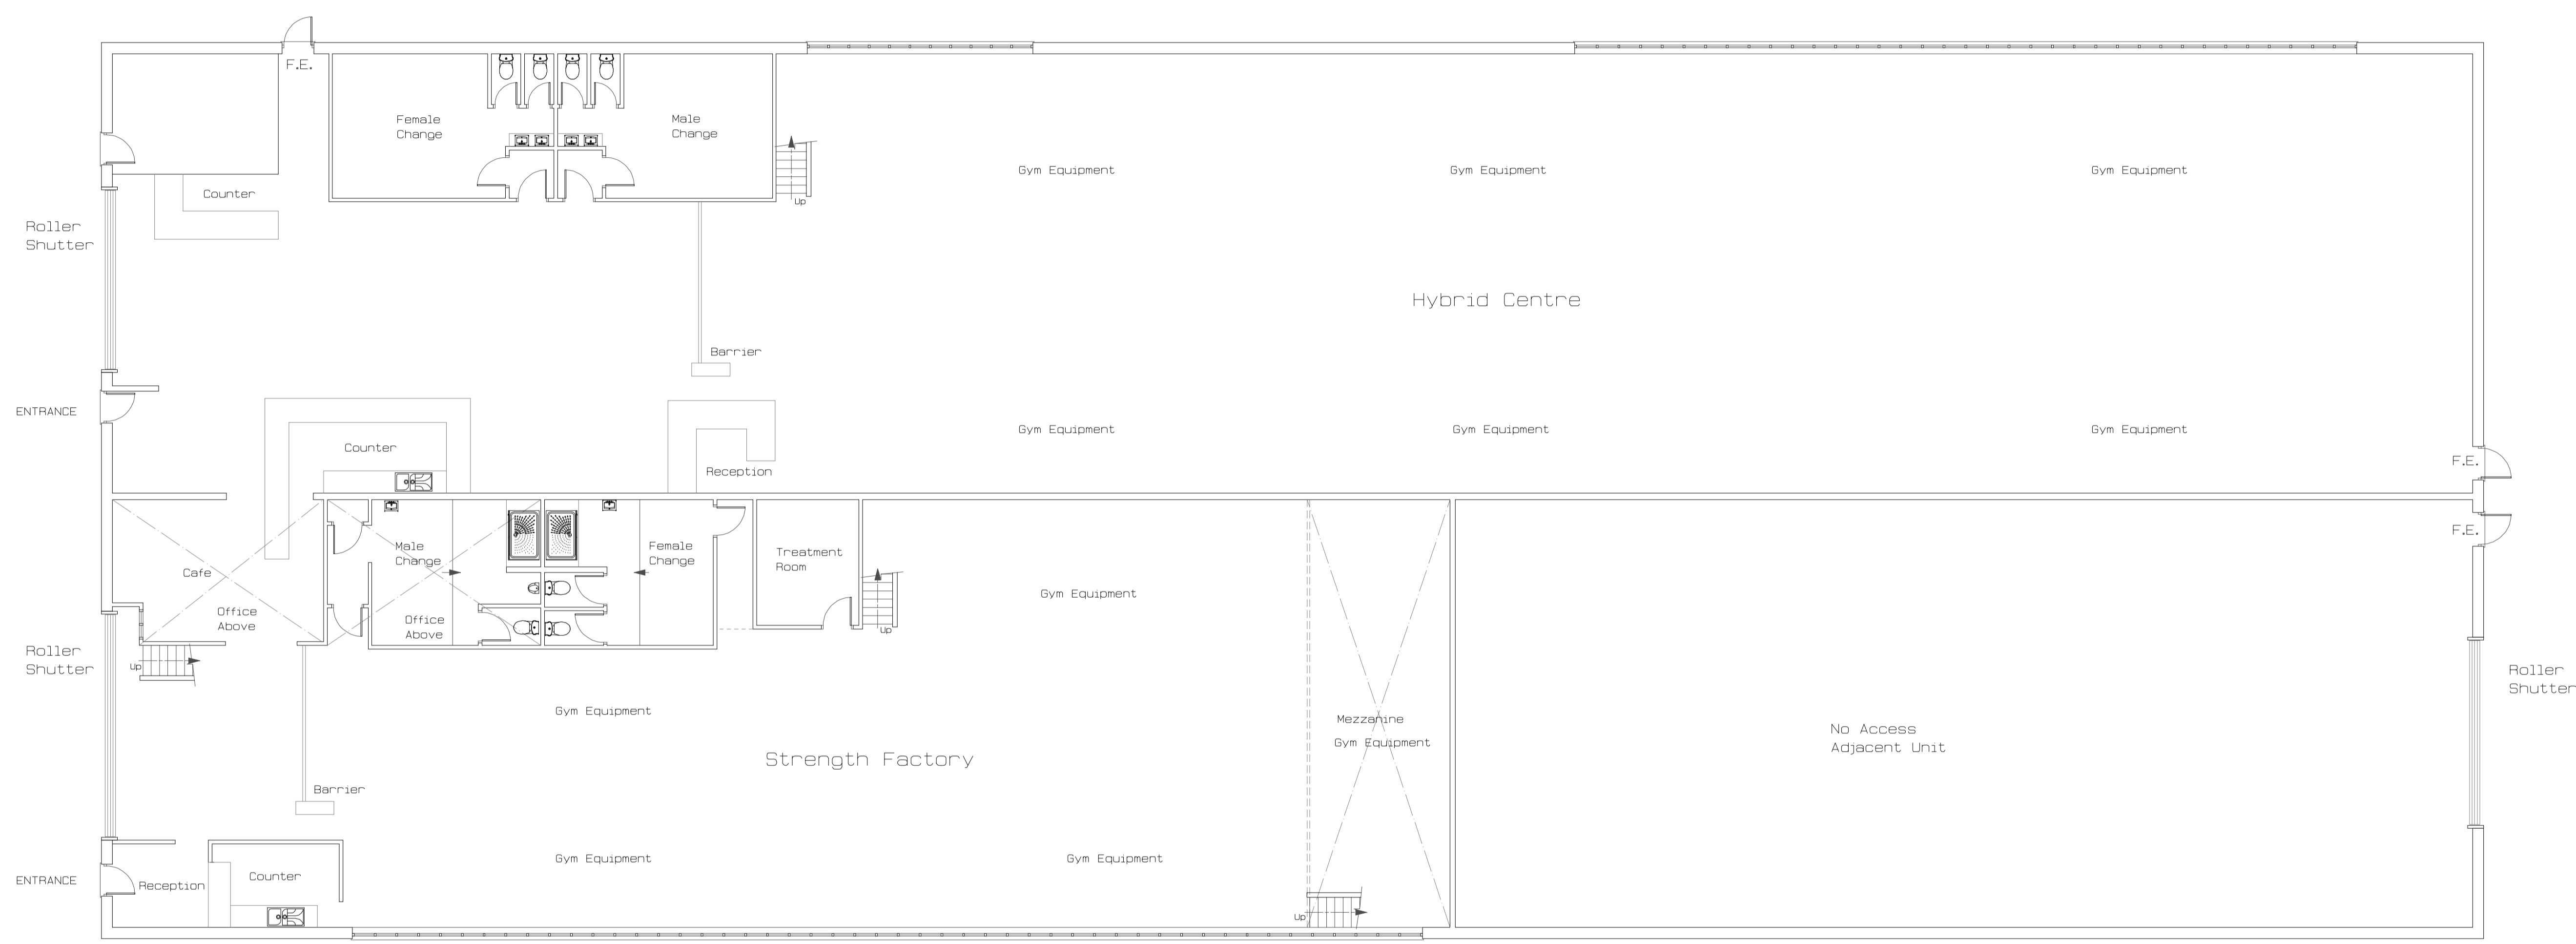 F.E.
Female
Change
Male
Change
Gym Equipment
Gym Equipment
Gym Equipment
Counter
Up
Roller
Shutter
Hybrid Centre
Barrier
ENTRANCE
Gym Equipment
Gym Equipment
Gym Equipment
Counter
Reception
F.E.
F.E.
Male
Change
Female
Change
Treatment
Room
Cafe
Gym Equipment
Office
Above
Office
Above
Up
Roller
Shutter
Up
Roller
Shutter
Gym Equipment
Mezzanine
Gym Equipment
No Access
Adjacent Unit
Strength Factory
Barrier
Gym Equipment
Gym Equipment
ENTRANCE
Reception
Counter
Up